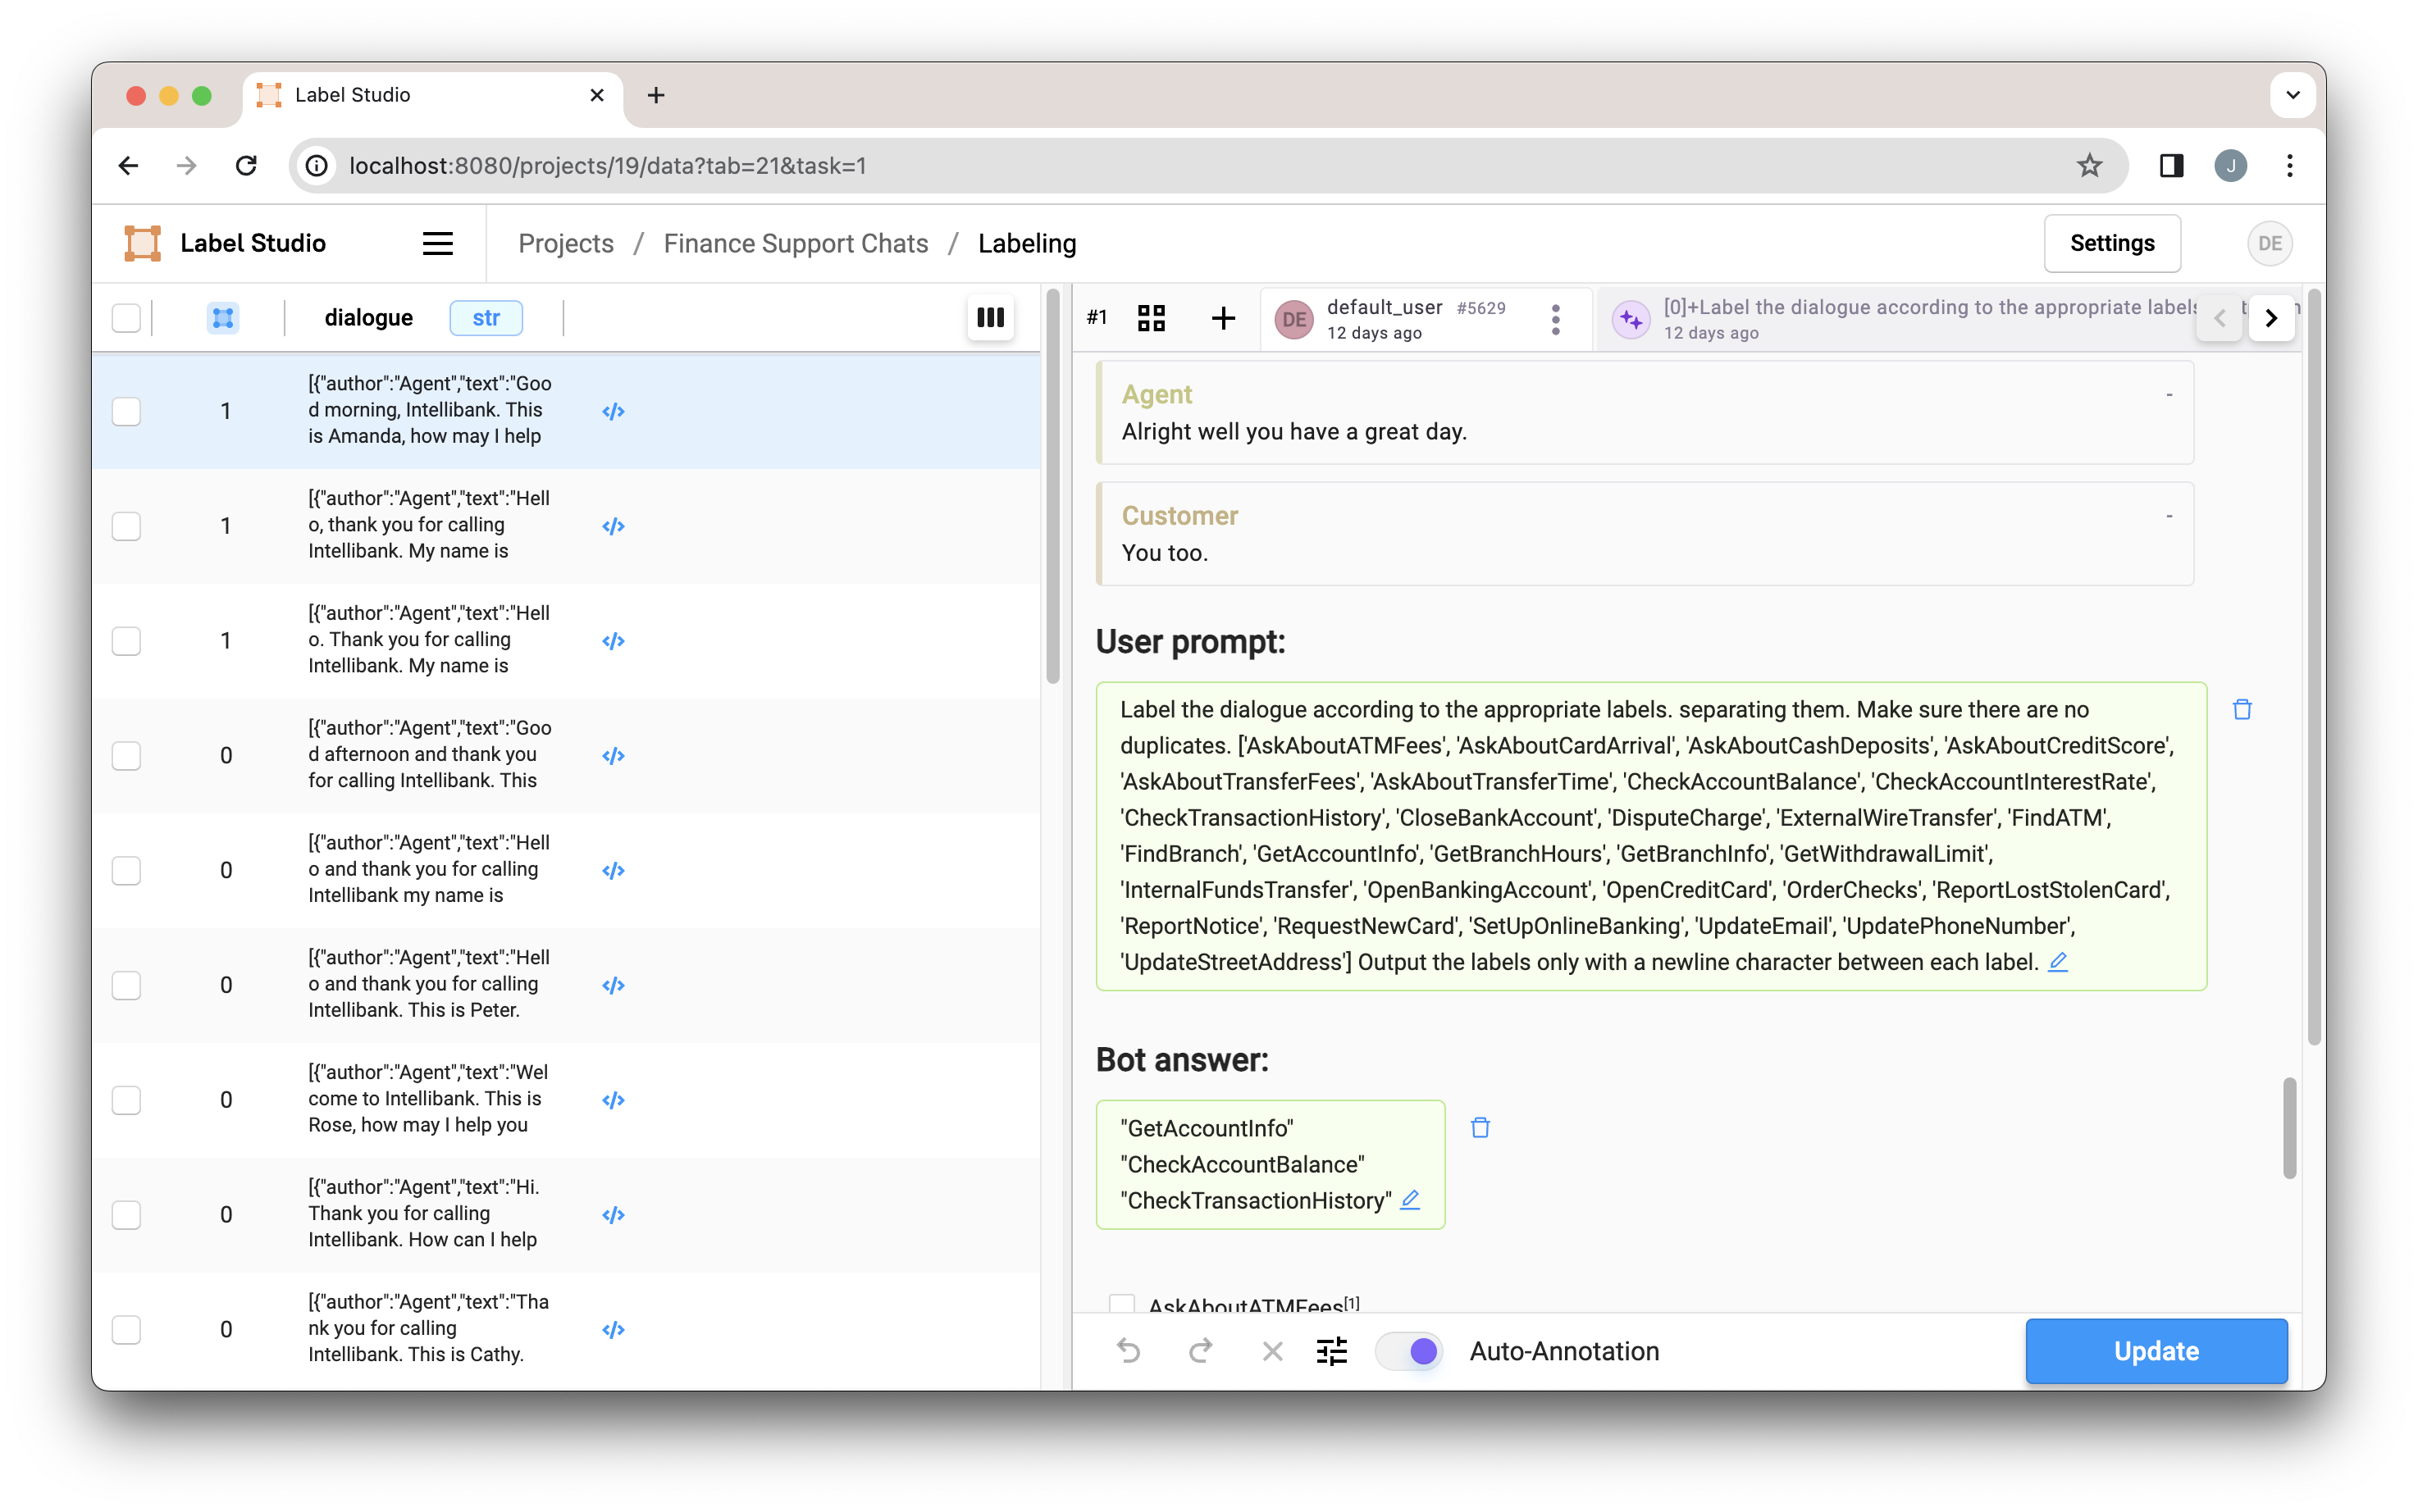 Label Studio
localhost:8080/projects/19/data?tab=21&task=1
J
Label Studio
Projects / Finance Support Chats / Labeling
Settings
DE
dialogue str
1
[{"author":"Agent","text":"Goo
d morning, Intellibank. This
is Amanda, how may I help
1
[{"author":"Agent","text":"Hell
o, thank you for calling
Intellibank. My name is
1
[{"author":"Agent","text":"Hell
o. Thank you for calling
Intellibank. My name is
0
[{"author":"Agent","text":"Goo
d afternoon and thank you
for calling Intellibank. This
0
[{"author":"Agent","text":"Hell
o and thank you for calling
Intellibank my name is
0
[{"author":"Agent","text":"Hell
o and thank you for calling
Intellibank. This is Peter.
0
[{"author":"Agent","text":"Wel
come to Intellibank. This is
Rose, how may I help you
0
[{"author":"Agent","text":"Hi.
Thank you for calling
Intellibank. How can I help
0
[{"author":"Agent","text":"Tha
nk you for calling
Intellibank. This is Cathy.
#1
DE
default_user #5629
12 days ago
[0]+Label the dialogue according to the appropriate labels
12 days ago
Agent -
Alright well you have a great day.
Customer -
You too.
User prompt:
Label the dialogue according to the appropriate labels. separating them. Make sure there are no
duplicates. ['AskAboutATMFees', 'AskAboutCardArrival', 'AskAboutCashDeposits', 'AskAboutCreditScore',
'AskAboutTransferFees', 'AskAboutTransferTime', 'CheckAccountBalance', 'CheckAccountInterestRate',
'CheckTransactionHistory', 'CloseBankAccount', 'DisputeCharge', 'ExternalWireTransfer', 'FindATM',
'FindBranch', 'GetAccountInfo', 'GetBranchHours', 'GetBranchInfo', 'GetWithdrawalLimit',
'InternalFundsTransfer', 'OpenBankingAccount', 'OpenCreditCard', 'OrderChecks', 'ReportLostStolenCard',
'ReportNotice', 'RequestNewCard', 'SetUpOnlineBanking', 'UpdateEmail', 'UpdatePhoneNumber',
'UpdateStreetAddress'] Output the labels only with a newline character between each label.
Bot answer:
"GetAccountInfo"
"CheckAccountBalance"
"CheckTransactionHistory"
AskAboutATMFees[1]
Auto-Annotation
Update